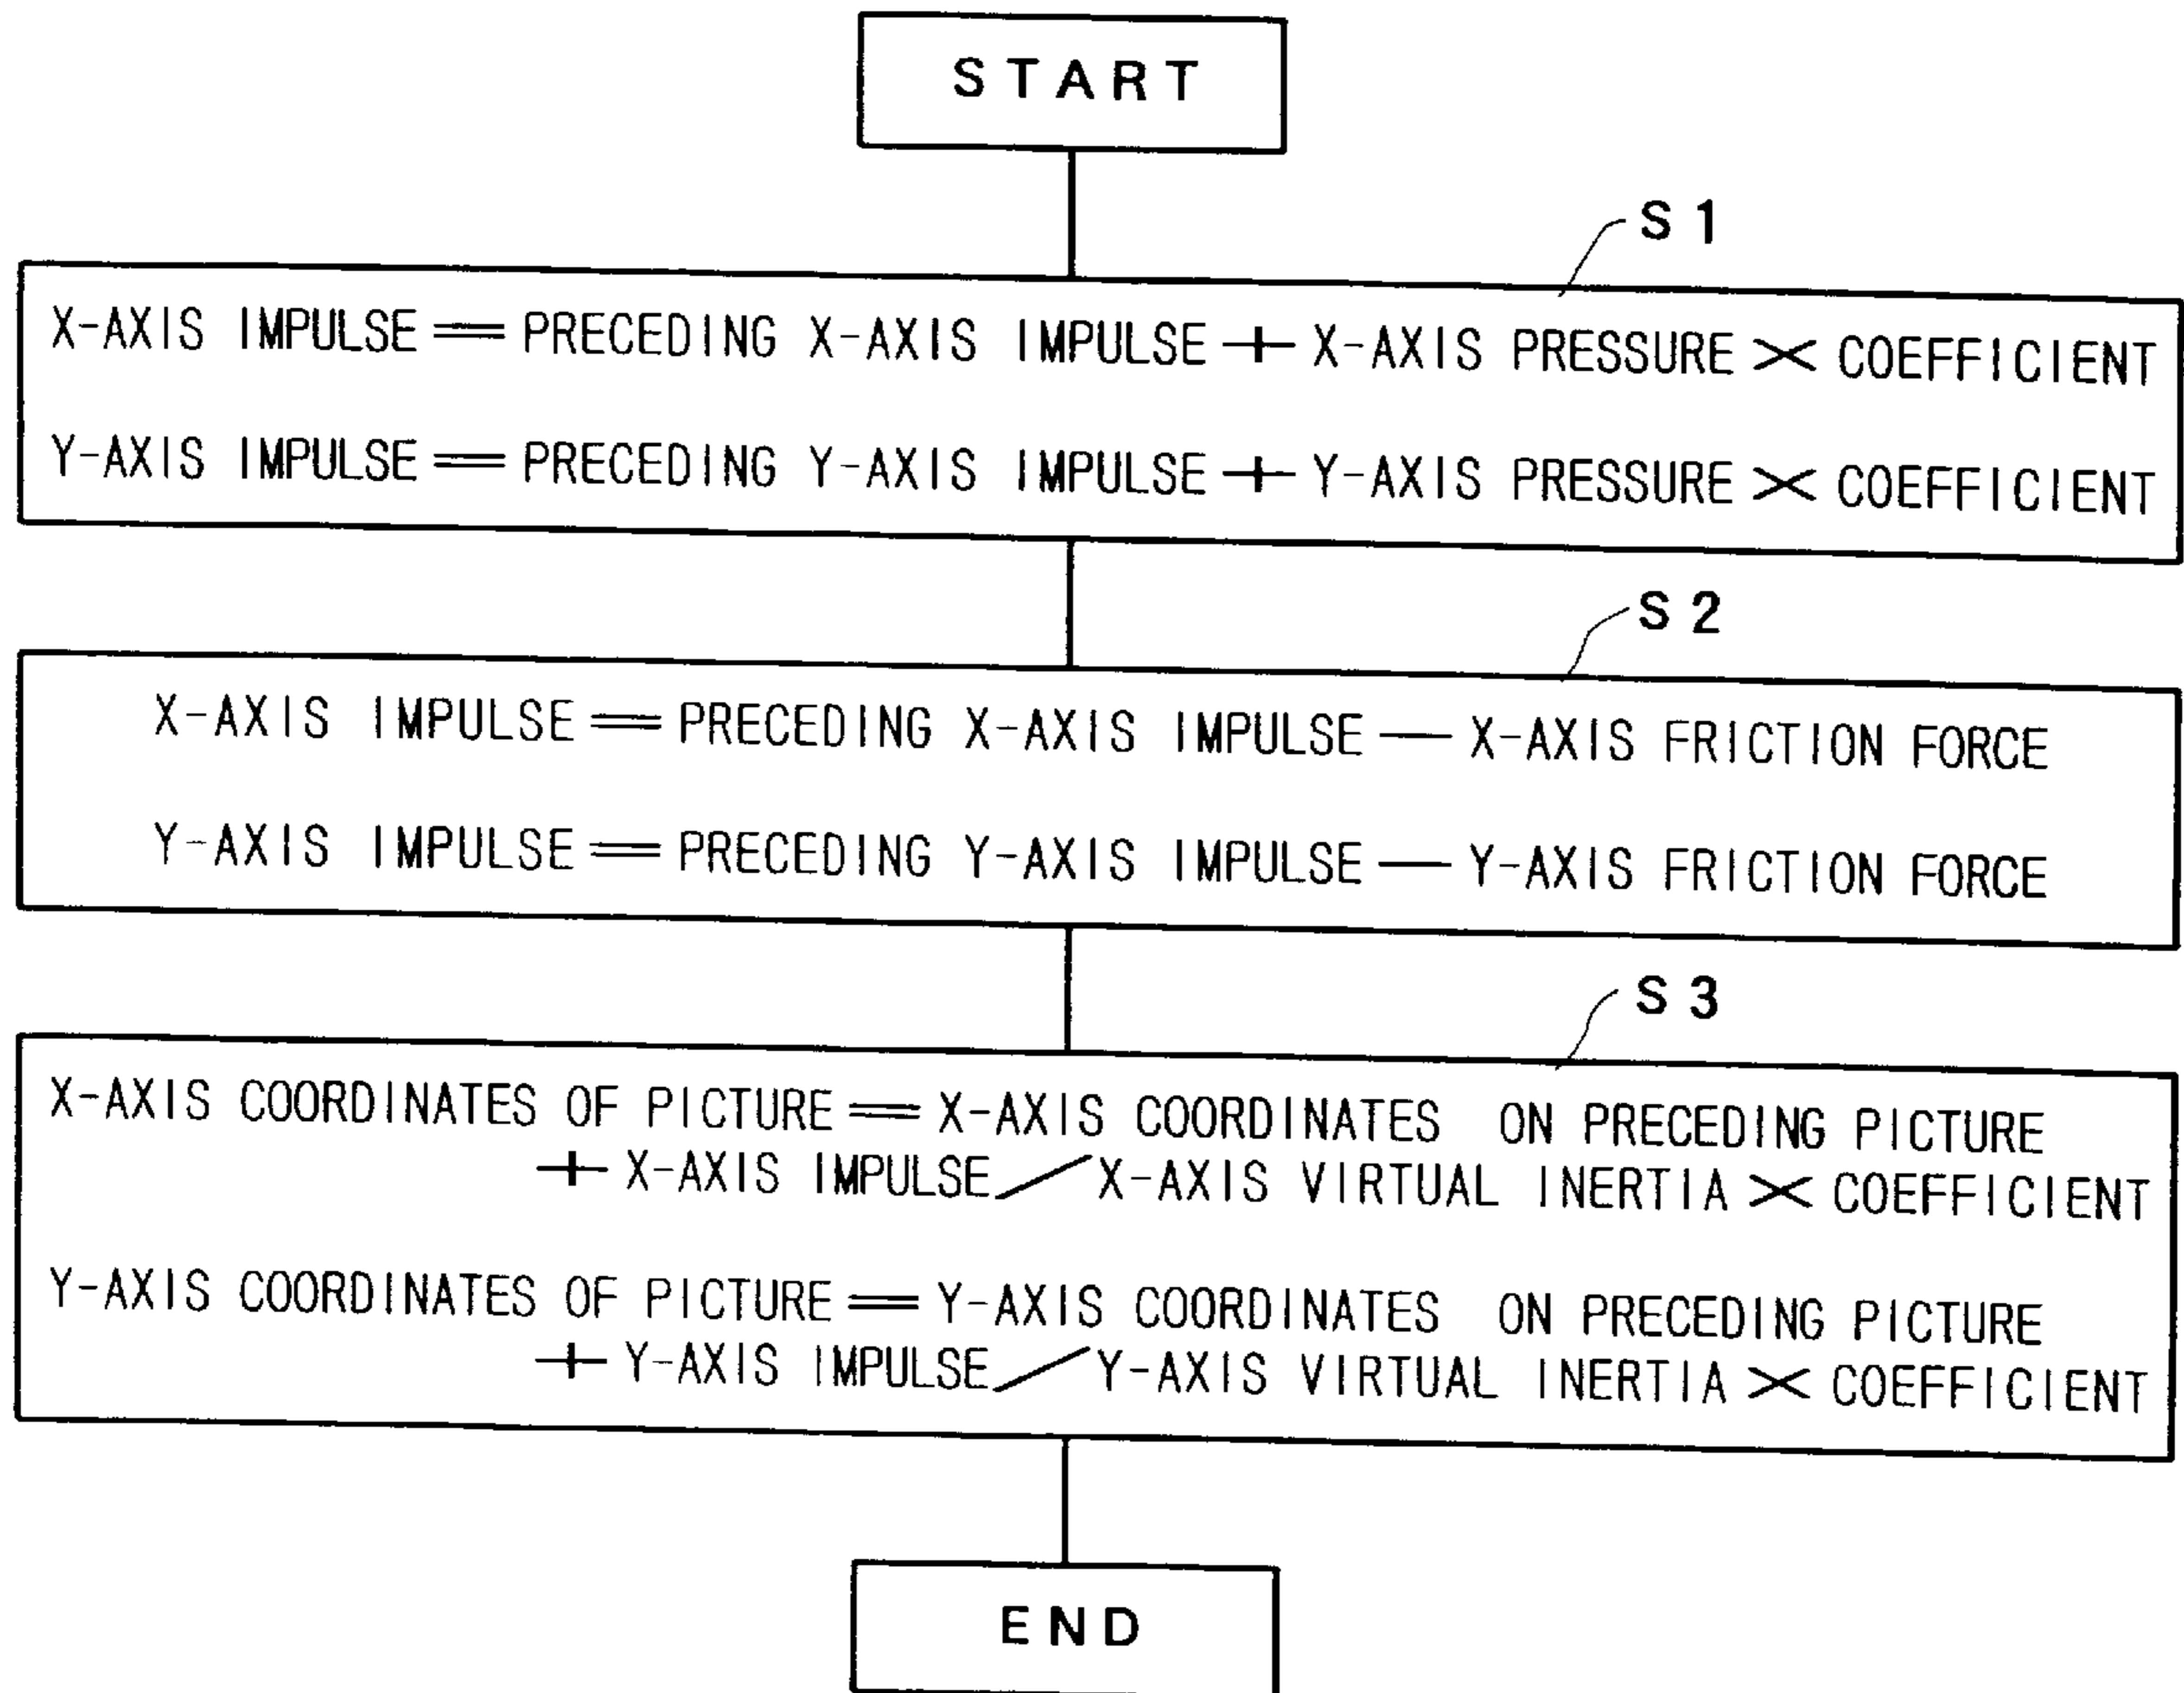 START
S1
X-AXIS IMPULSE = PRECEDING X-AXIS IMPULSE + X-AXIS PRESSURE × COEFFICIENT
Y-AXIS IMPULSE = PRECEDING Y-AXIS IMPULSE + Y-AXIS PRESSURE × COEFFICIENT
S2
X-AXIS IMPULSE = PRECEDING X-AXIS IMPULSE — X-AXIS FRICTION FORCE
Y-AXIS IMPULSE = PRECEDING Y-AXIS IMPULSE — Y-AXIS FRICTION FORCE
S3
X-AXIS COORDINATES OF PICTURE = X-AXIS COORDINATES ON PRECEDING PICTURE
+ X-AXIS IMPULSE / X-AXIS VIRTUAL INERTIA × COEFFICIENT
Y-AXIS COORDINATES OF PICTURE = Y-AXIS COORDINATES ON PRECEDING PICTURE
+ Y-AXIS IMPULSE / Y-AXIS VIRTUAL INERTIA × COEFFICIENT
END